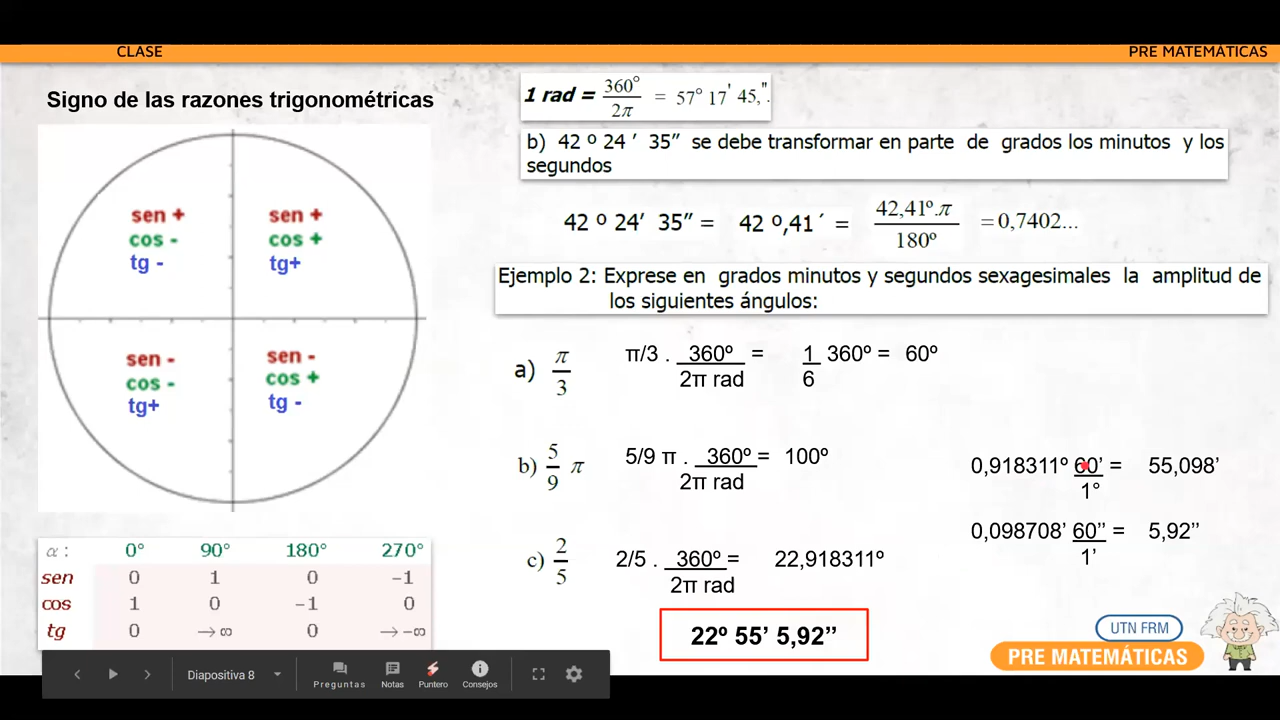 CLASE
PRE MATEMÁTICAS
Signo de las razones trigonométricas
sen + sen +
cos - cos +
tg - tg+
sen - sen -
cos - cos +
tg+ tg -
α : 0° 90° 180° 270°
sen 0 1 0 −1
cos 1 0 −1 0
tg 0 →∞ 0 →−∞
1 rad = 360° / 2π = 57° 17' 45,".
b) 42 º 24 ′ 35″ se debe transformar en parte de grados los minutos y los
segundos
42 º 24′ 35″ = 42 º,41´ = 42,41º.π / 180º = 0,7402...
Ejemplo 2: Exprese en grados minutos y segundos sexagesimales la amplitud de
los siguientes ángulos:
a) π/3 π/3 . 360º / 2π rad = 1/6 360º = 60º
b) 5/9 π 5/9 π . 360º / 2π rad = 100º
0,918311º 60' / 1° = 55,098'
0,098708' 60'' / 1' = 5,92''
c) 2/5 2/5 . 360º / 2π rad = 22,918311º
22º 55' 5,92''
UTN FRM
PRE MATEMÁTICAS
Diapositiva 8
Preguntas
Notas
Puntero
Consejos